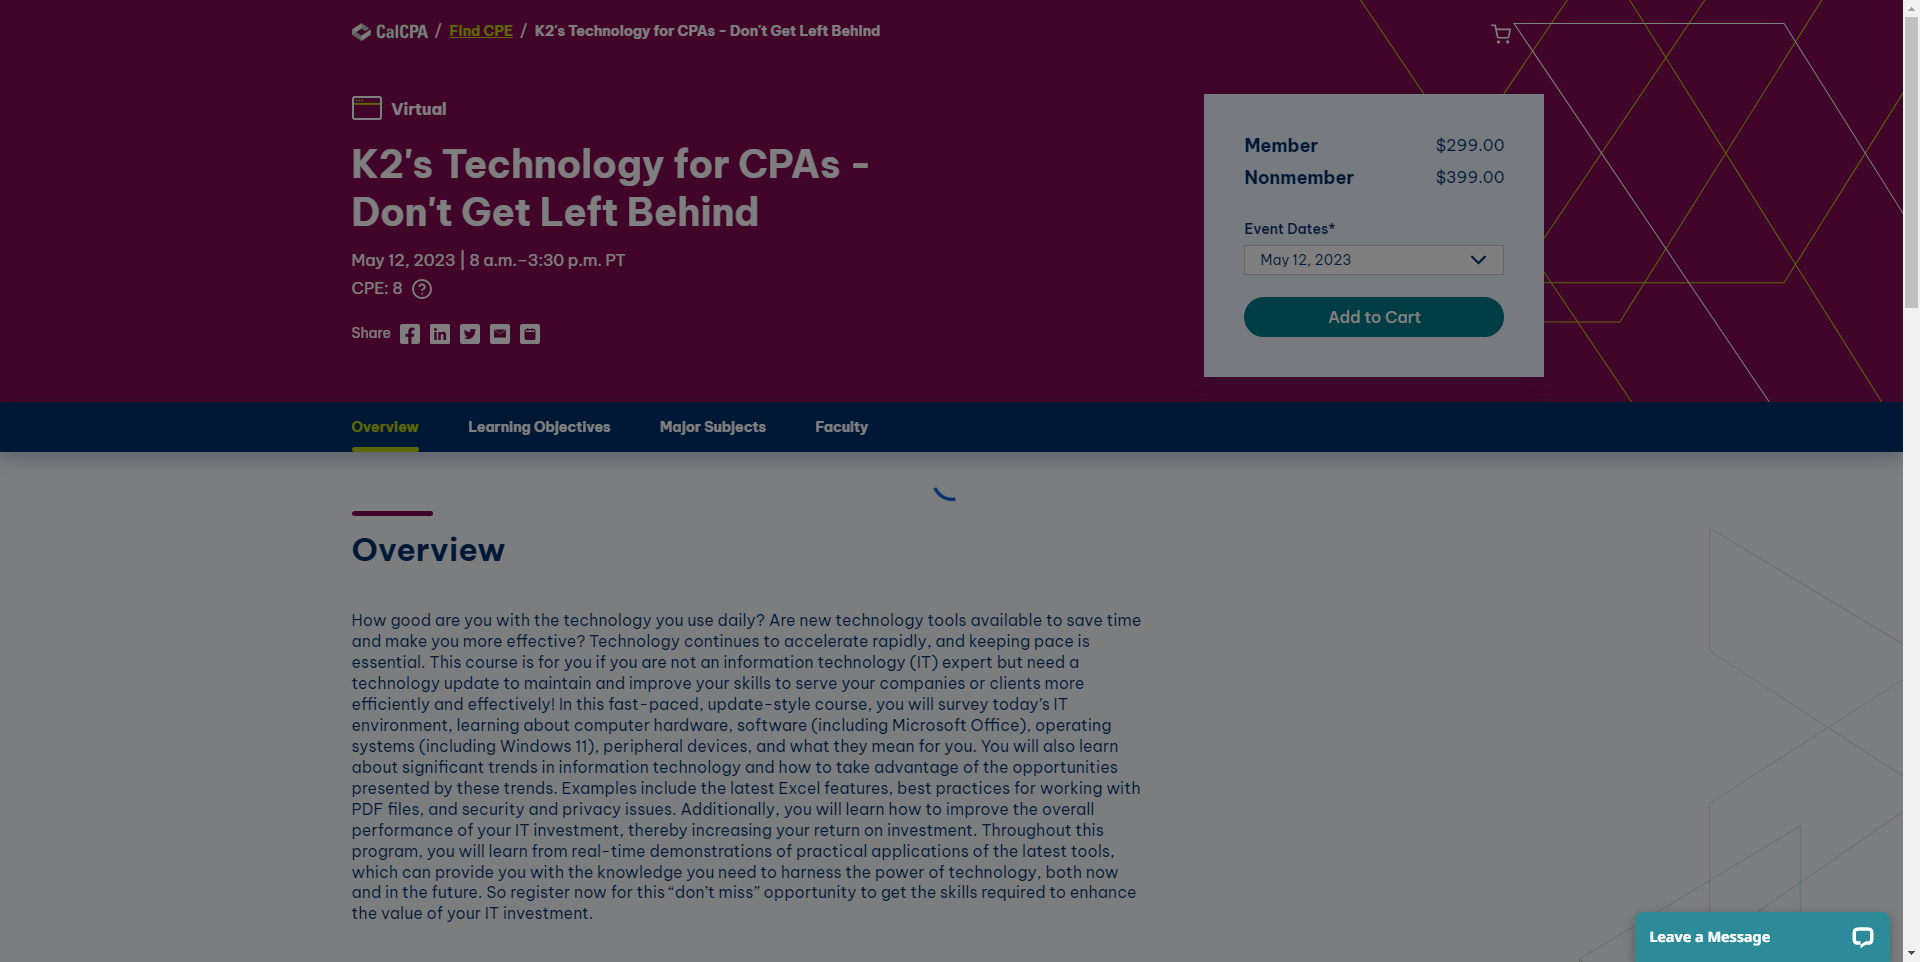 CalCPA / Find CPE / K2's Technology for CPAs - Don't Get Left Behind
Virtual
K2's Technology for CPAs -
Don't Get Left Behind
May 12, 2023 | 8 a.m.–3:30 p.m. PT
CPE: 8 ?
Share
Member $299.00
Nonmember $399.00
Event Dates*
May 12, 2023
Add to Cart
Overview Learning Objectives Major Subjects Faculty
Overview
How good are you with the technology you use daily? Are new technology tools available to save time
and make you more effective? Technology continues to accelerate rapidly, and keeping pace is
essential. This course is for you if you are not an information technology (IT) expert but need a
technology update to maintain and improve your skills to serve your companies or clients more
efficiently and effectively! In this fast-paced, update-style course, you will survey today’s IT
environment, learning about computer hardware, software (including Microsoft Office), operating
systems (including Windows 11), peripheral devices, and what they mean for you. You will also learn
about significant trends in information technology and how to take advantage of the opportunities
presented by these trends. Examples include the latest Excel features, best practices for working with
PDF files, and security and privacy issues. Additionally, you will learn how to improve the overall
performance of your IT investment, thereby increasing your return on investment. Throughout this
program, you will learn from real-time demonstrations of practical applications of the latest tools,
which can provide you with the knowledge you need to harness the power of technology, both now
and in the future. So register now for this “don’t miss” opportunity to get the skills required to enhance
the value of your IT investment.
Leave a Message